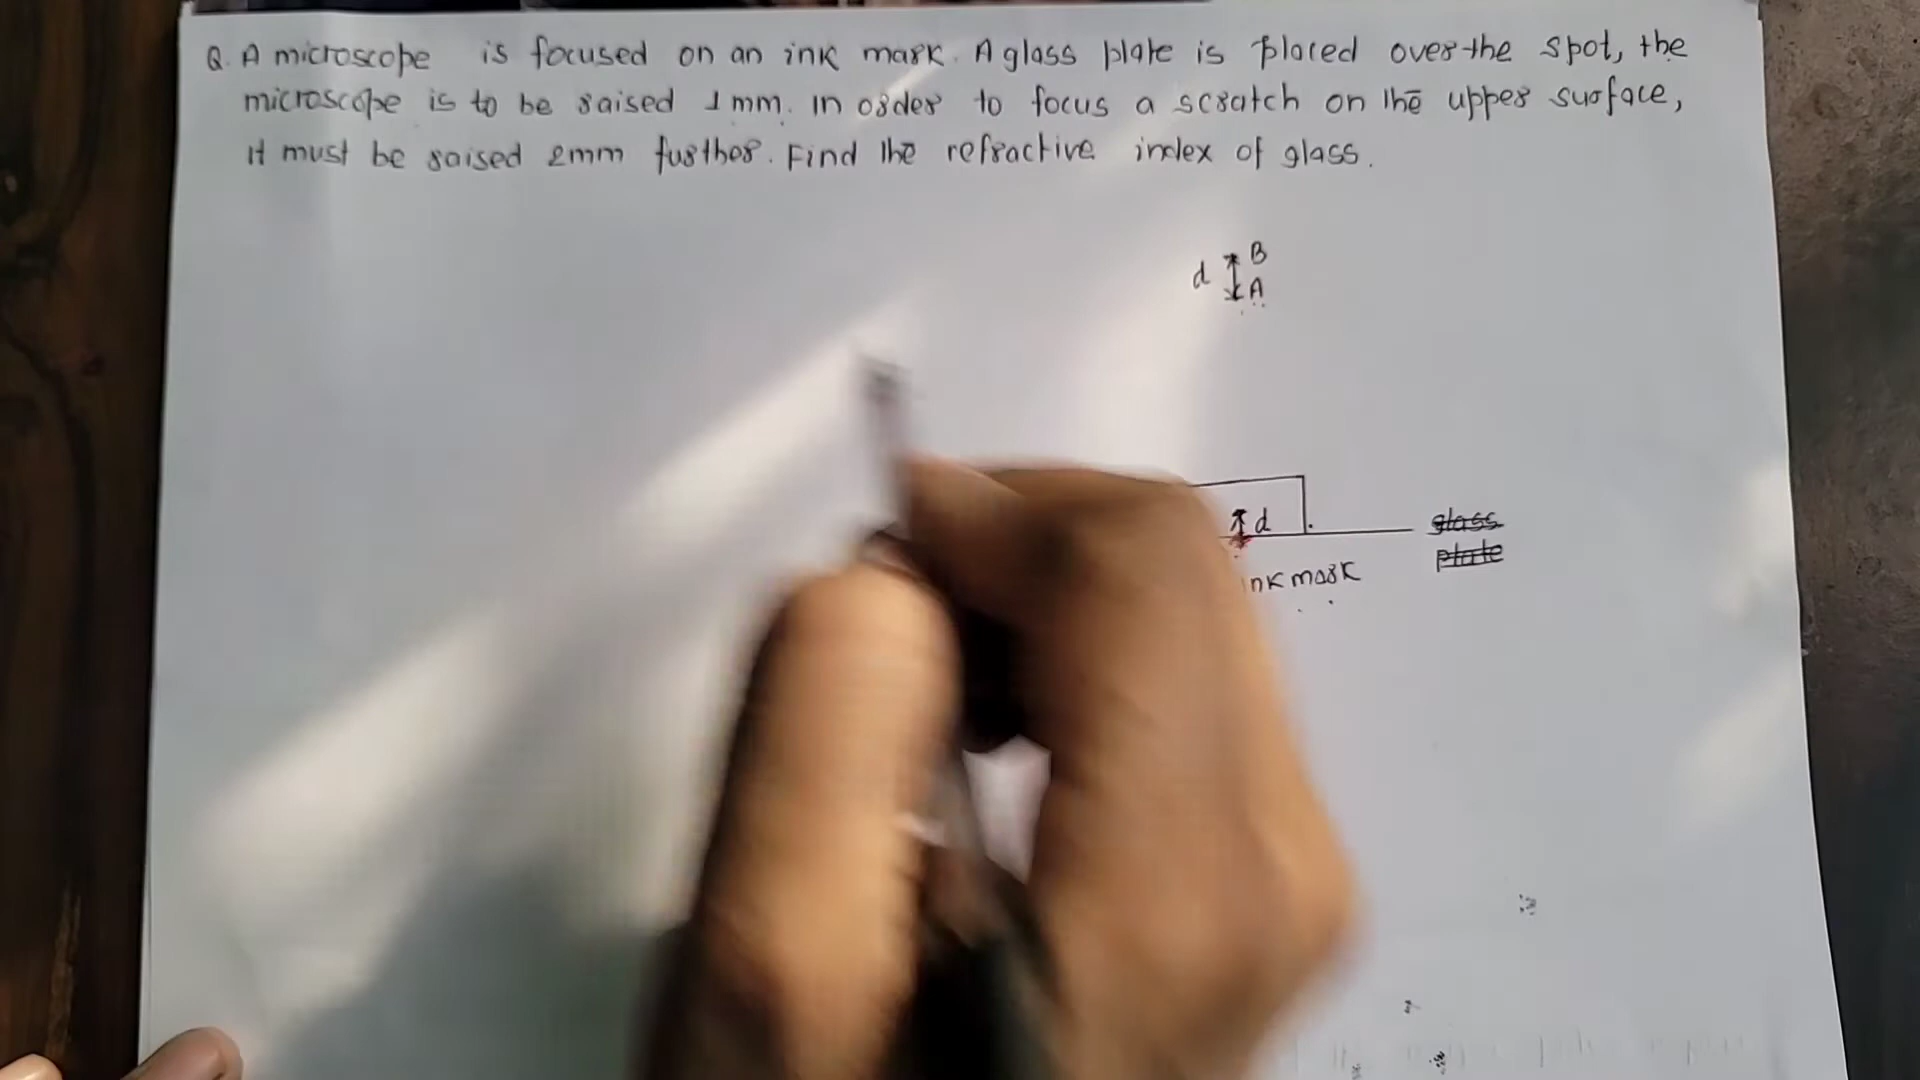 Q. A microscope is focused on an ink mark. A glass plate is placed over the spot, the
microscope is to be raised 1mm. In order to focus a scratch on the upper surface,
it must be raised 2mm further. Find the refractive index of glass.
B
d A
d glass
plate
ink mark